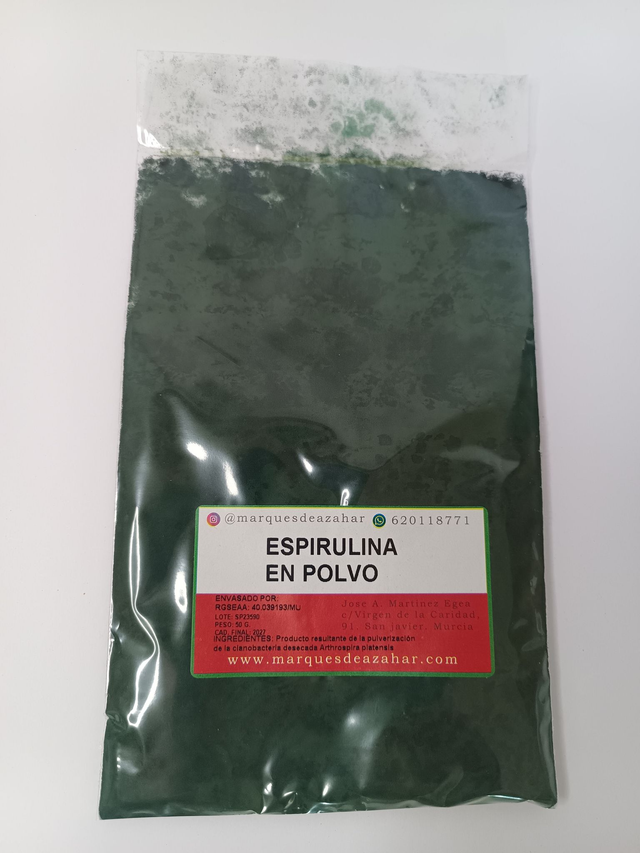 @marquesdeazahar 620118771
ESPIRULINA
EN POLVO
ENVASADO POR:
RGSEAA: 40.039193/MU
LOTE: SP23590
PESO: 50 G.
CAD. FINAL: 2027
Jose A. Martinez Egea
c/Virgen de la Caridad,
91. San javier, Murcia
INGREDIENTES: Producto resultante de la pulverización
de la cianobacteria desecada Arthrospira platensis
www.marquesdeazahar.com